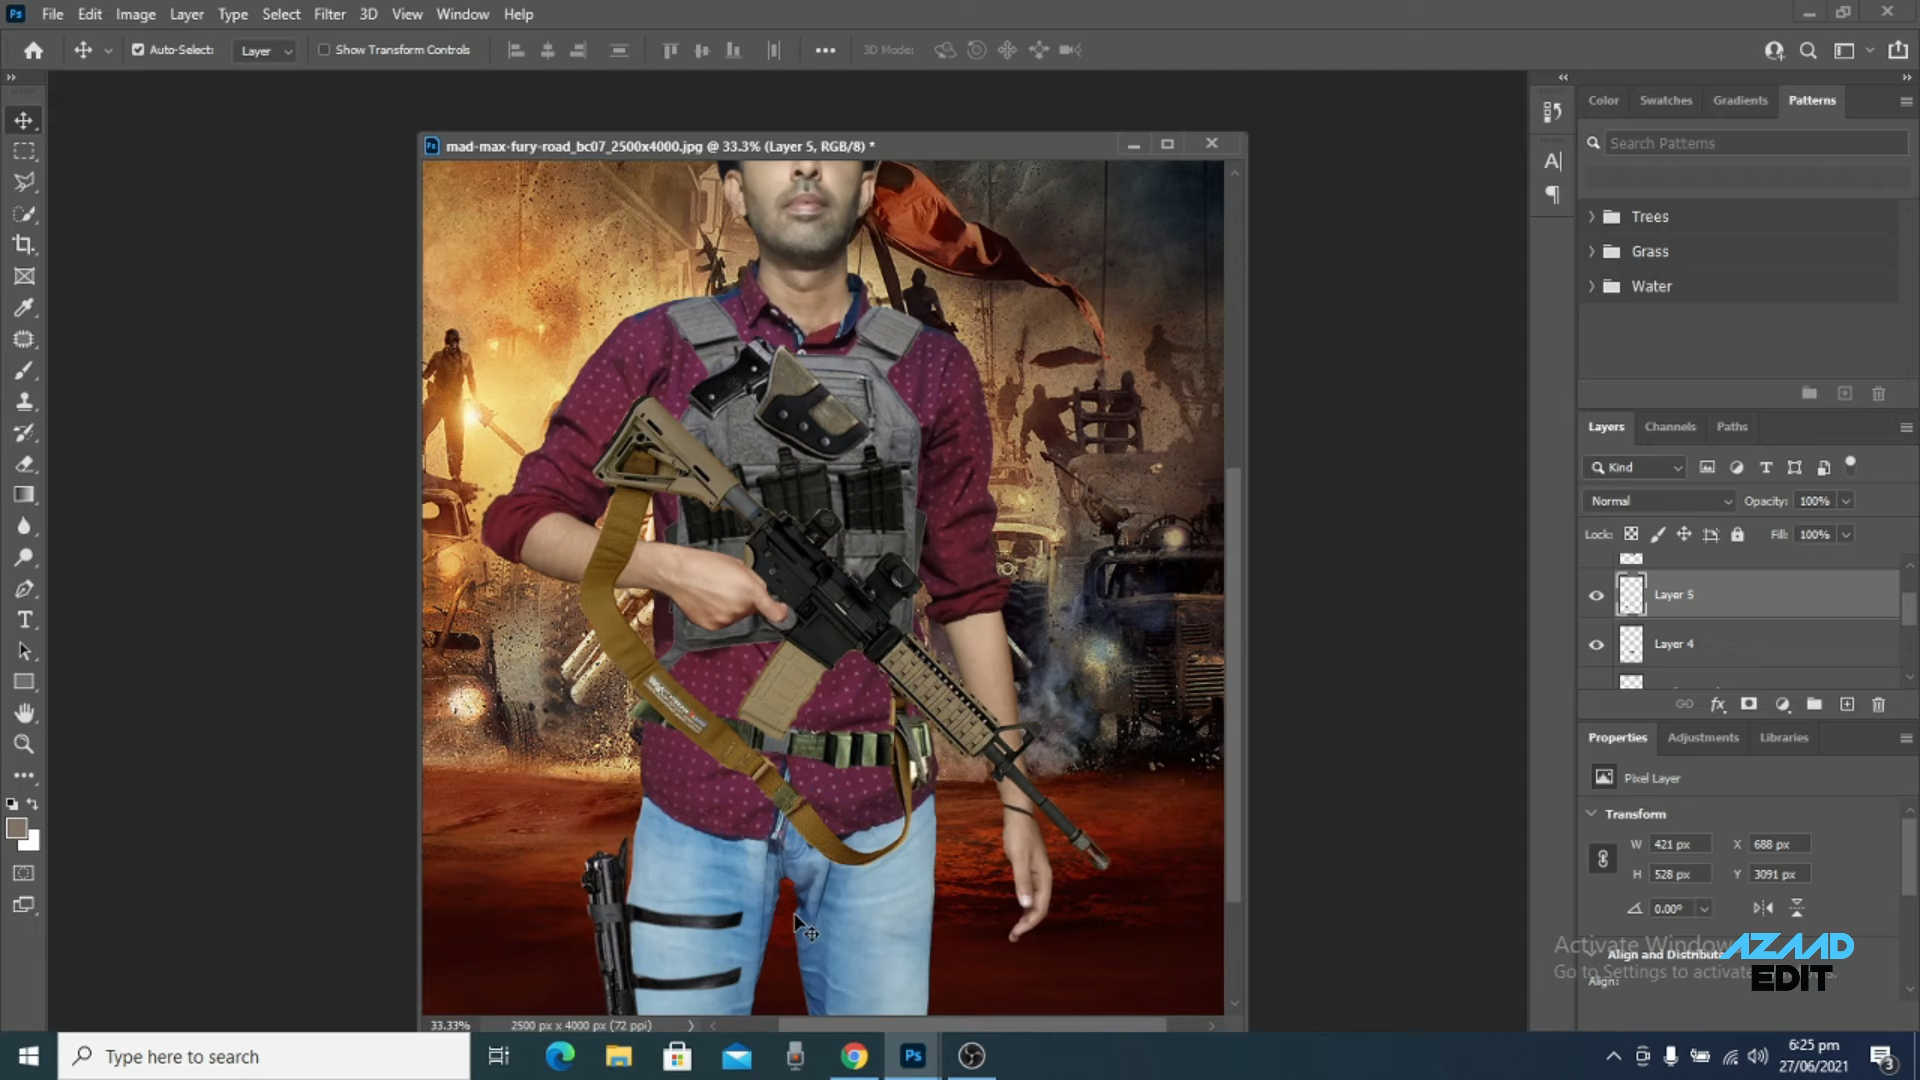 Ps File Edit Image Layer Type Select Filter 3D View Window Help
Auto-Select: Layer Show Transform Controls 3D Mode:
Color Swatches Gradients Patterns
Ps mad-max-fury-road_bc07_2500x4000.jpg @ 33.3% (Layer 5, RGB/8) *
Search Patterns
Trees
Grass
Water
Layers Channels Paths
Kind
Normal Opacity: 100%
Lock: Fill: 100%
Layer 5
Layer 4
fx
Properties Adjustments Libraries
Pixel Layer
Transform
W 421 px X 688 px
H 528 px Y 3091 px
0.00°
Activate Windows
Go to Settings to activate
Align and Distribute
Align:
AZAAD
EDIT
33.33% 2500 px x 4000 px (72 ppi)
Type here to search
Ps
6:25 pm
27/06/2021
3